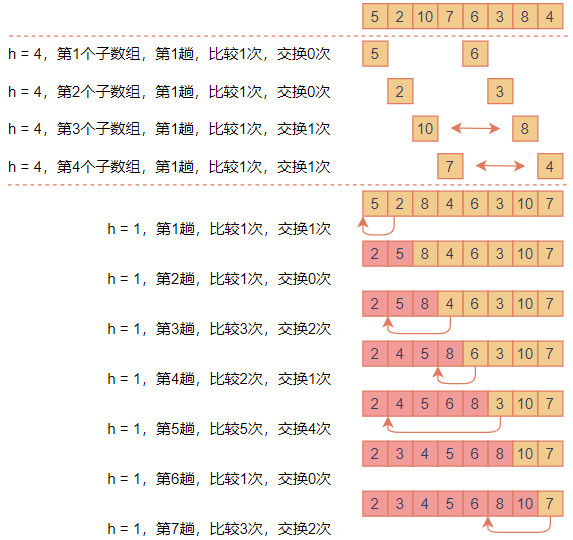 5 2 10 7 6 3 8 4
h = 4，第1个子数组，第1趟，比较1次，交换0次 5 6
h = 4，第2个子数组，第1趟，比较1次，交换0次 2 3
h = 4，第3个子数组，第1趟，比较1次，交换1次 10 8
h = 4，第4个子数组，第1趟，比较1次，交换1次 7 4
5 2 8 4 6 3 10 7
h = 1，第1趟，比较1次，交换1次
2 5 8 4 6 3 10 7
h = 1，第2趟，比较1次，交换0次
2 5 8 4 6 3 10 7
h = 1，第3趟，比较3次，交换2次
2 4 5 8 6 3 10 7
h = 1，第4趟，比较2次，交换1次
2 4 5 6 8 3 10 7
h = 1，第5趟，比较5次，交换4次
2 3 4 5 6 8 10 7
h = 1，第6趟，比较1次，交换0次
2 3 4 5 6 8 10 7
h = 1，第7趟，比较3次，交换2次